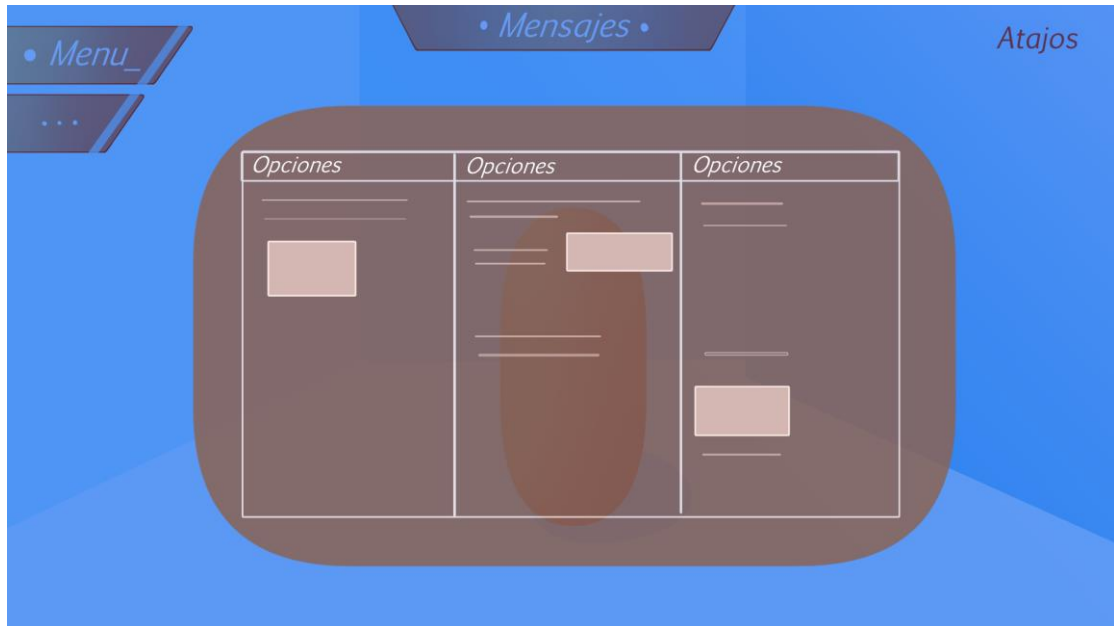 • Mensajes •
• Menu_
Atajos
...
Opciones
Opciones
Opciones